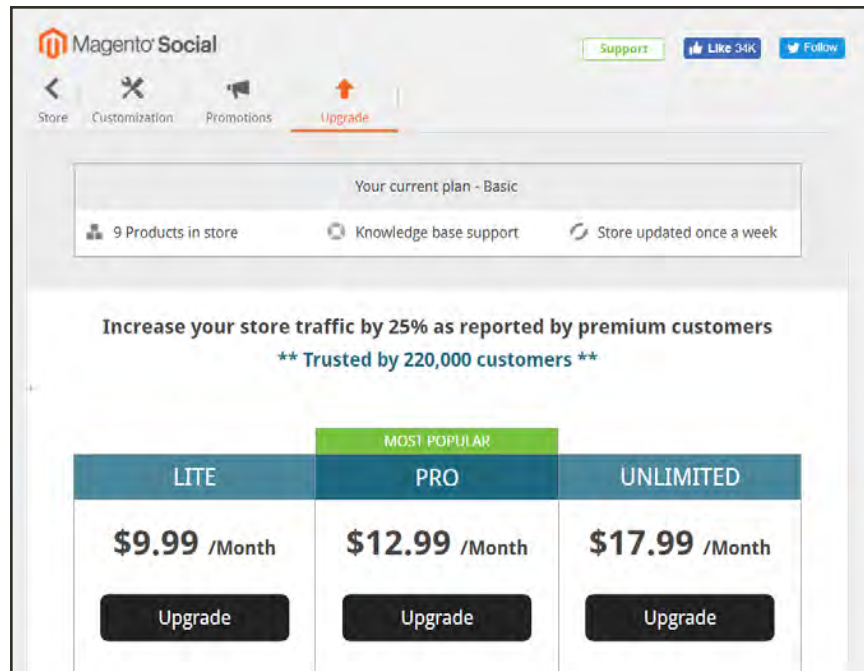 Magento Social
Support
Like 34K
Follow
Store
Customization
Promotions
Upgrade
Your current plan - Basic
9 Products in store
Knowledge base support
Store updated once a week
Increase your store traffic by 25% as reported by premium customers
** Trusted by 220,000 customers **
MOST POPULAR
LITE
PRO
UNLIMITED
$9.99 /Month
$12.99 /Month
$17.99 /Month
Upgrade
Upgrade
Upgrade